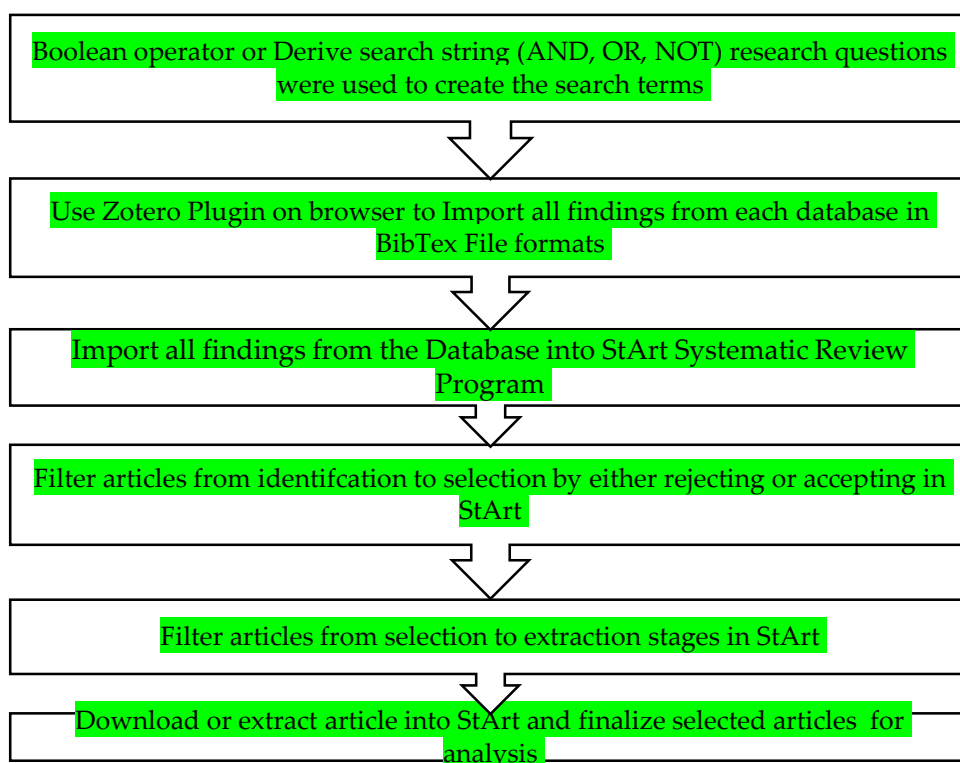 Boolean operator or Derive search string (AND, OR, NOT) research questions
were used to create the search terms
Use Zotero Plugin on browser to Import all findings from each database in
BibTex File formats
Import all findings from the Database into StArt Systematic Review
Program
Filter articles from identifcation to selection by either rejecting or accepting in
StArt
Filter articles from selection to extraction stages in StArt
Download or extract article into StArt and finalize selected articles for
analysis